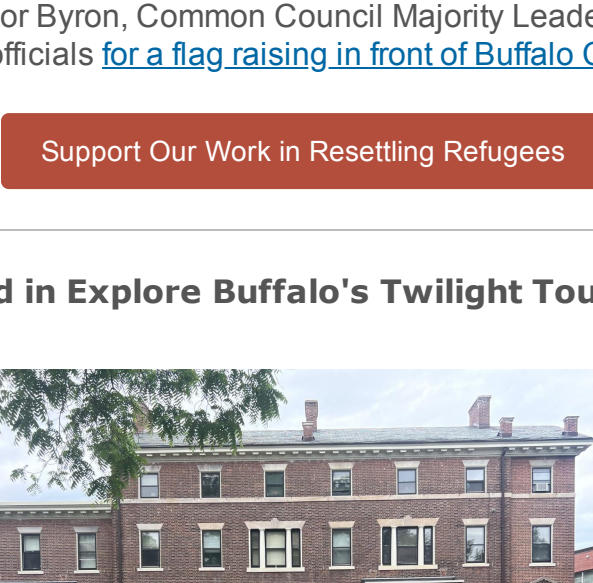 or Byron, Common Council Majority Leade
officials for a flag raising in front of Buffalo C
Support Our Work in Resettling Refugees
d in Explore Buffalo's Twilight Tou